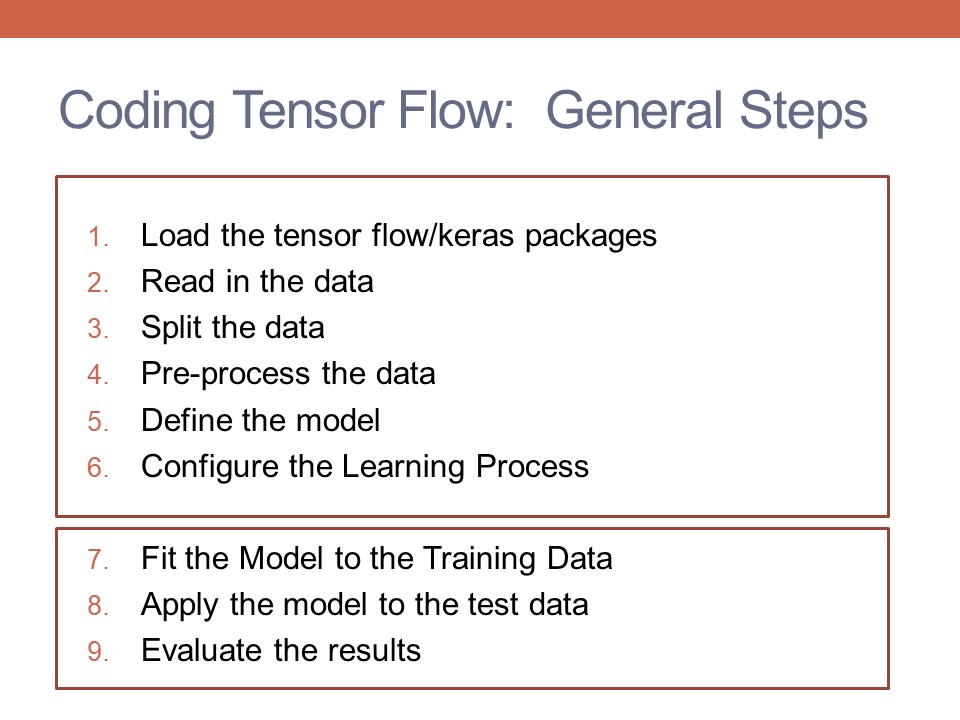 Coding Tensor Flow:  General Steps
1. Load the tensor flow/keras packages
2. Read in the data
3. Split the data
4. Pre-process the data
5. Define the model
6. Configure the Learning Process
7. Fit the Model to the Training Data
8. Apply the model to the test data
9. Evaluate the results